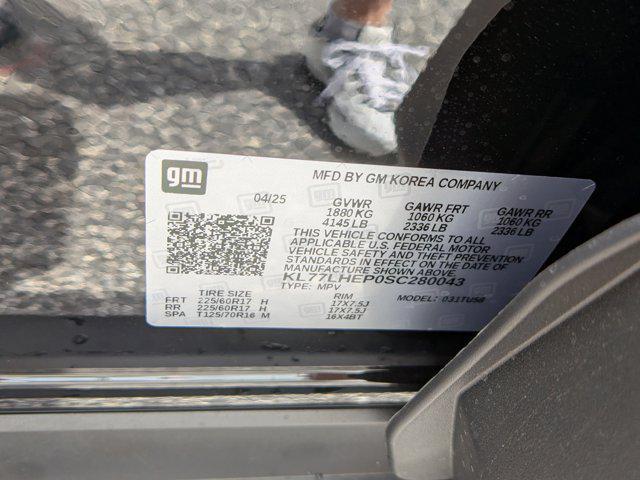 gm
MFD BY GM KOREA COMPANY
04/25
GVWR GAWR FRT GAWR RR
1880 KG 1060 KG 1060 KG
4145 LB 2336 LB 2336 LB
THIS VEHICLE CONFORMS TO ALL
APPLICABLE U.S. FEDERAL MOTOR
VEHICLE SAFETY AND THEFT PREVENTION
STANDARDS IN EFFECT ON THE DATE OF
MANUFACTURE SHOWN ABOVE.
KL77LHEP0SC280043
TYPE: MPV
TIRE SIZE RIM MODEL: 031TU58
FRT 225/60R17 H 17X7.5J
RR 225/60R17 H 17X7.5J
SPA T125/70R16 M 16X4BT